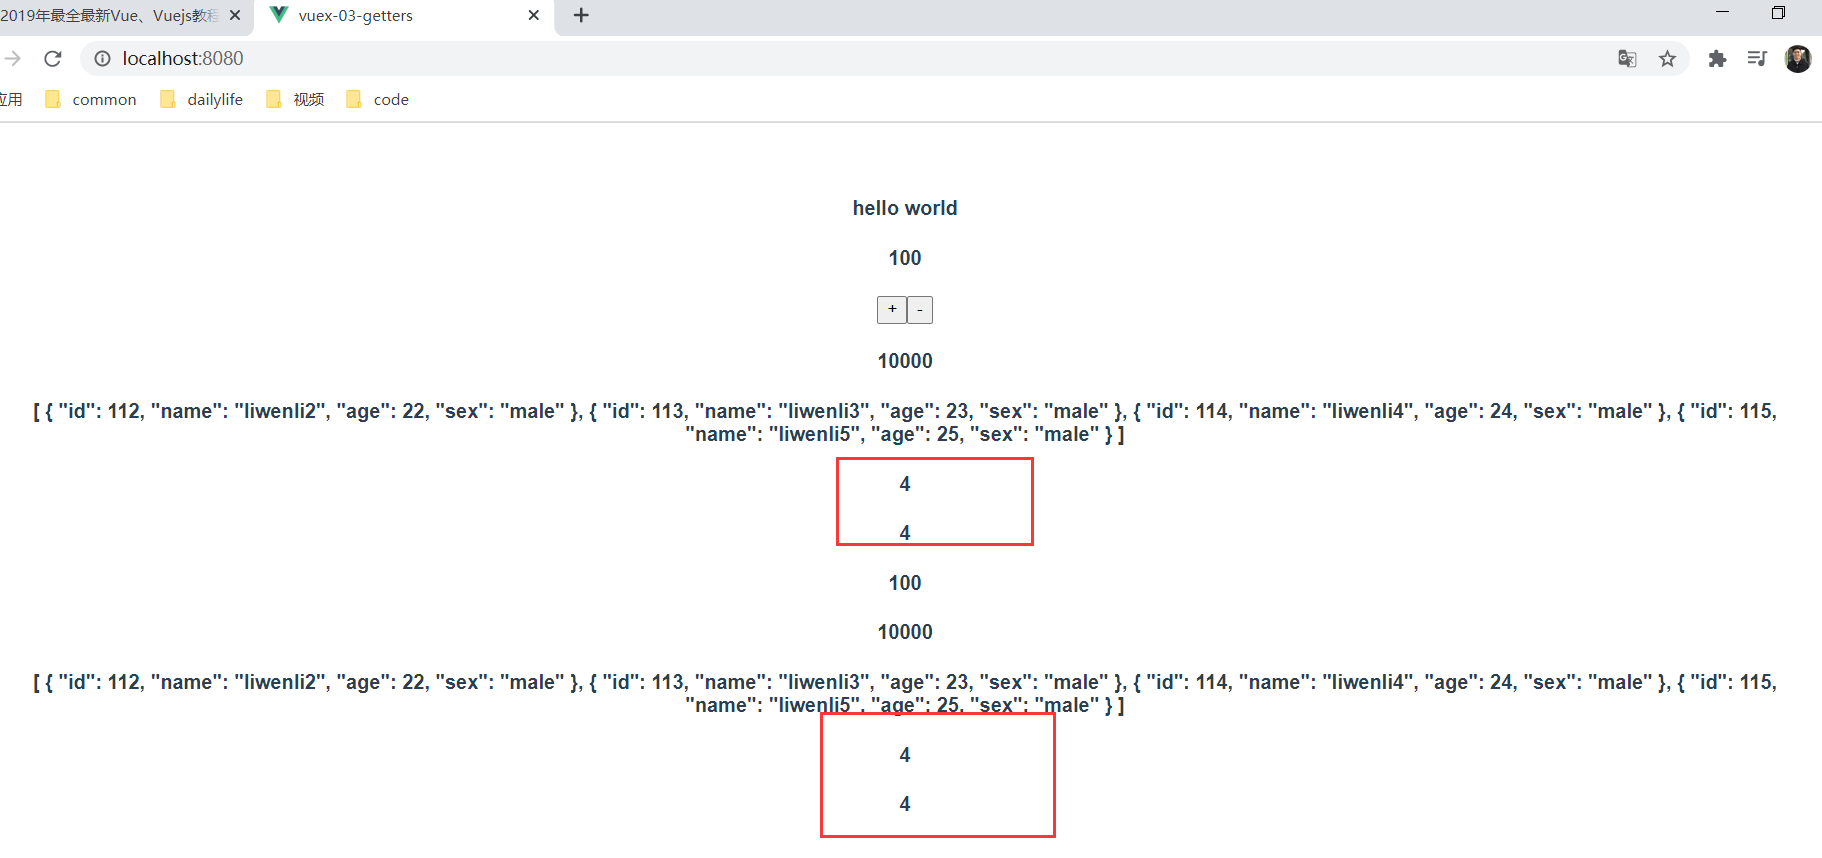 2019年最全最新Vue、Vuejs教程
vuex-03-getters
localhost:8080
应用 common dailylife 视频 code
hello world
100
+ -
10000
[ { "id": 112, "name": "liwenli2", "age": 22, "sex": "male" }, { "id": 113, "name": "liwenli3", "age": 23, "sex": "male" }, { "id": 114, "name": "liwenli4", "age": 24, "sex": "male" }, { "id": 115,
"name": "liwenli5", "age": 25, "sex": "male" } ]
4
4
100
10000
[ { "id": 112, "name": "liwenli2", "age": 22, "sex": "male" }, { "id": 113, "name": "liwenli3", "age": 23, "sex": "male" }, { "id": 114, "name": "liwenli4", "age": 24, "sex": "male" }, { "id": 115,
"name": "liwenli5", "age": 25, "sex": "male" } ]
4
4